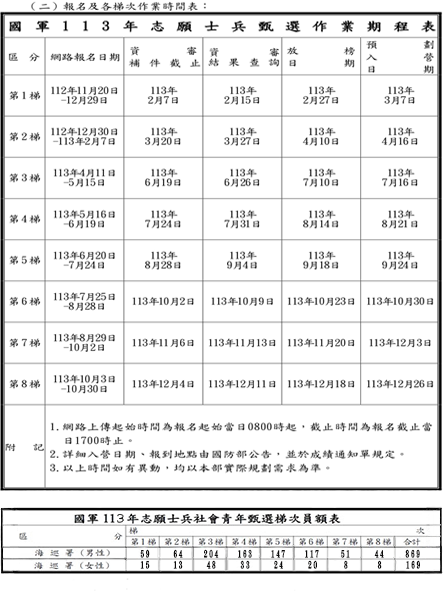 (二)報名及各梯次作業時間表：
國軍113年志願士兵甄選作業期程表
區分 網路報名日期 資審補件截止 資審結果查詢 放榜日期 預劃入營日期
第1梯 112年11月20日-12月29日 113年2月7日 113年2月15日 113年2月27日 113年3月7日
第2梯 112年12月30日-113年2月7日 113年3月20日 113年3月27日 113年4月10日 113年4月16日
第3梯 113年4月11日-5月15日 113年6月19日 113年6月26日 113年7月10日 113年7月16日
第4梯 113年5月16日-6月19日 113年7月24日 113年7月31日 113年8月14日 113年8月21日
第5梯 113年6月20日-7月24日 113年8月28日 113年9月4日 113年9月18日 113年9月24日
第6梯 113年7月25日-8月28日 113年10月2日 113年10月9日 113年10月23日 113年10月30日
第7梯 113年8月29日-10月2日 113年11月6日 113年11月13日 113年11月20日 113年12月3日
第8梯 113年10月3日-10月30日 113年12月4日 113年12月11日 113年12月18日 113年12月26日
附記
1.網路上傳起始時間為報名起始當日0800時起，截止時間為報名截止當
日1700時止。
2.詳細入營日期、報到地點由國防部公告，並於成績通知單規定。
3.以上時間如有異動，均以本部實際規劃需求為準。
國軍113年志願士兵社會青年甄選梯次員額表
區分 梯次
第1梯 第2梯 第3梯 第4梯 第5梯 第6梯 第7梯 第8梯 合計
海巡署(男性) 59 64 204 163 147 117 51 44 869
海巡署(女性) 15 13 48 33 24 20 8 8 169